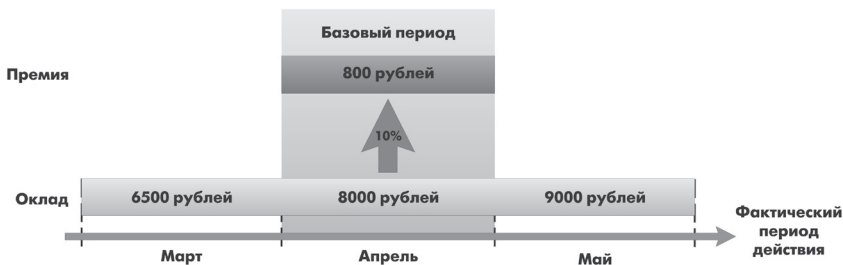 Базовый период
Премия
800 рублей
10%
Оклад
6500 рублей
8000 рублей
9000 рублей
Фактический
период
действия
Март
Апрель
Май